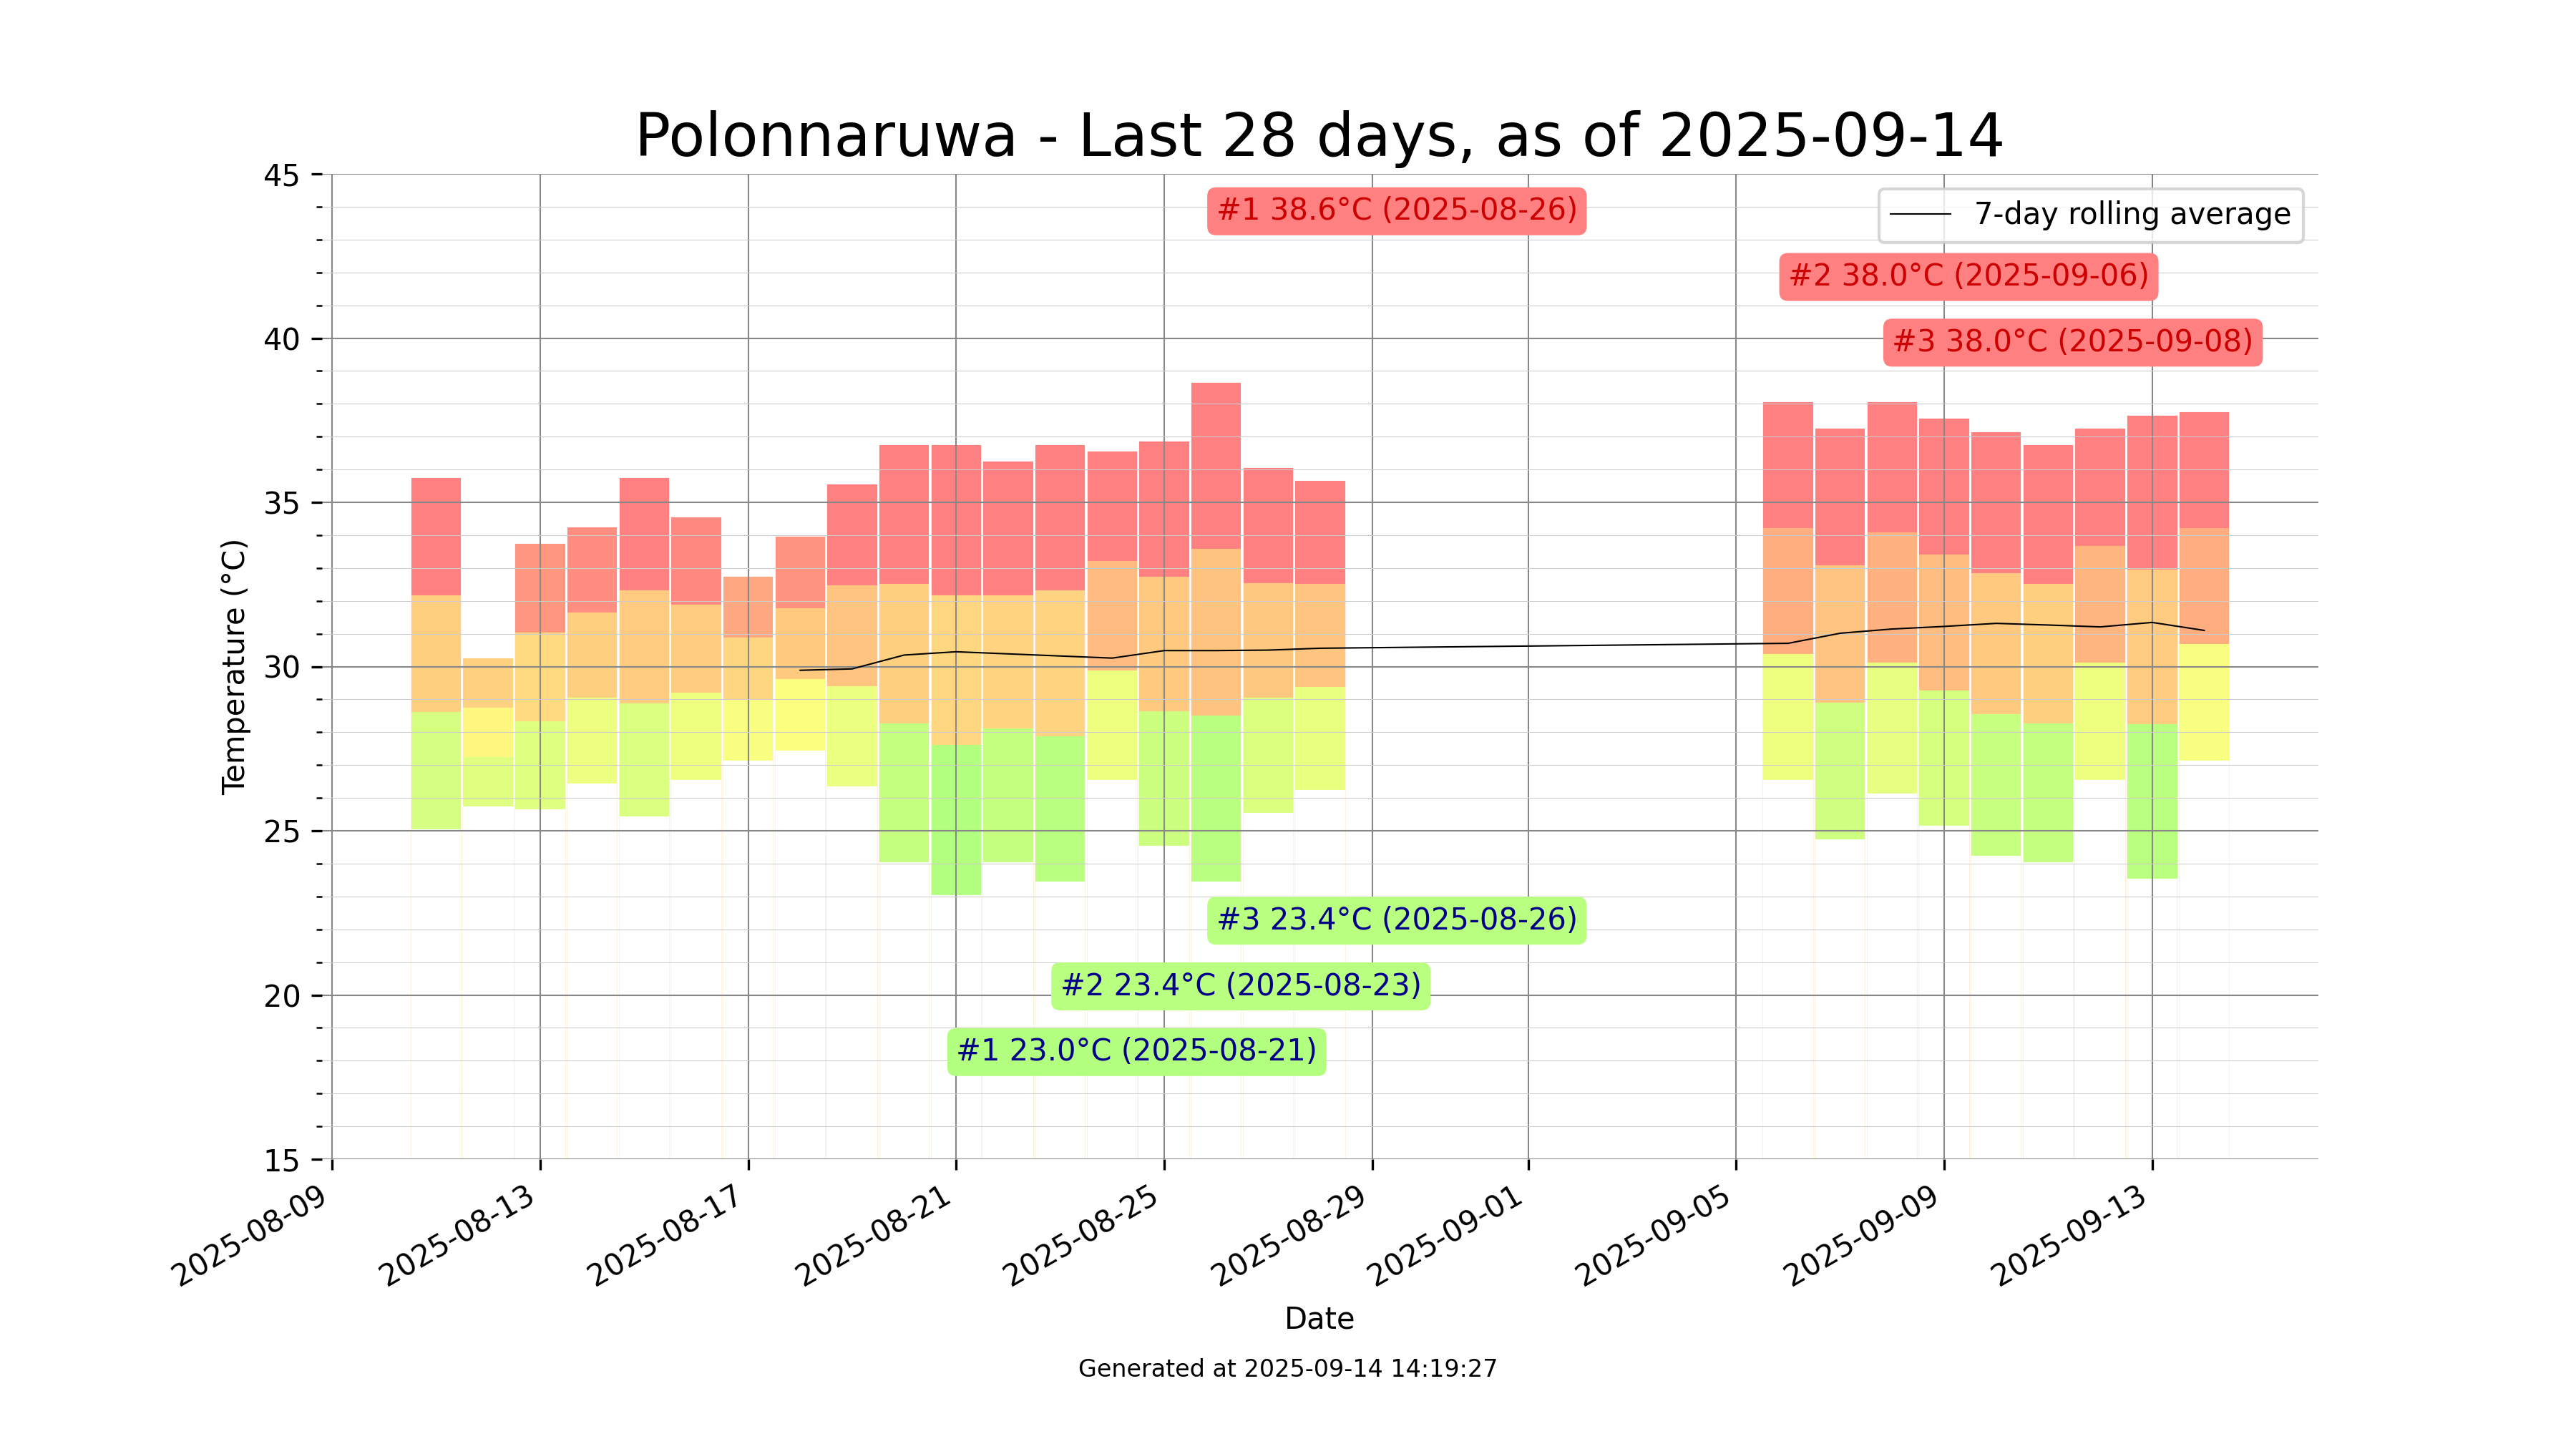 Polonnaruwa - Last 28 days, as of 2025-09-14
45
40
35
30
25
20
15
Temperature (°C)
#1 38.6°C (2025-08-26)
7-day rolling average
#2 38.0°C (2025-09-06)
#3 38.0°C (2025-09-08)
#3 23.4°C (2025-08-26)
#2 23.4°C (2025-08-23)
#1 23.0°C (2025-08-21)
2025-08-09
2025-08-13
2025-08-17
2025-08-21
2025-08-25
2025-08-29
2025-09-01
2025-09-05
2025-09-09
2025-09-13
Date
Generated at 2025-09-14 14:19:27